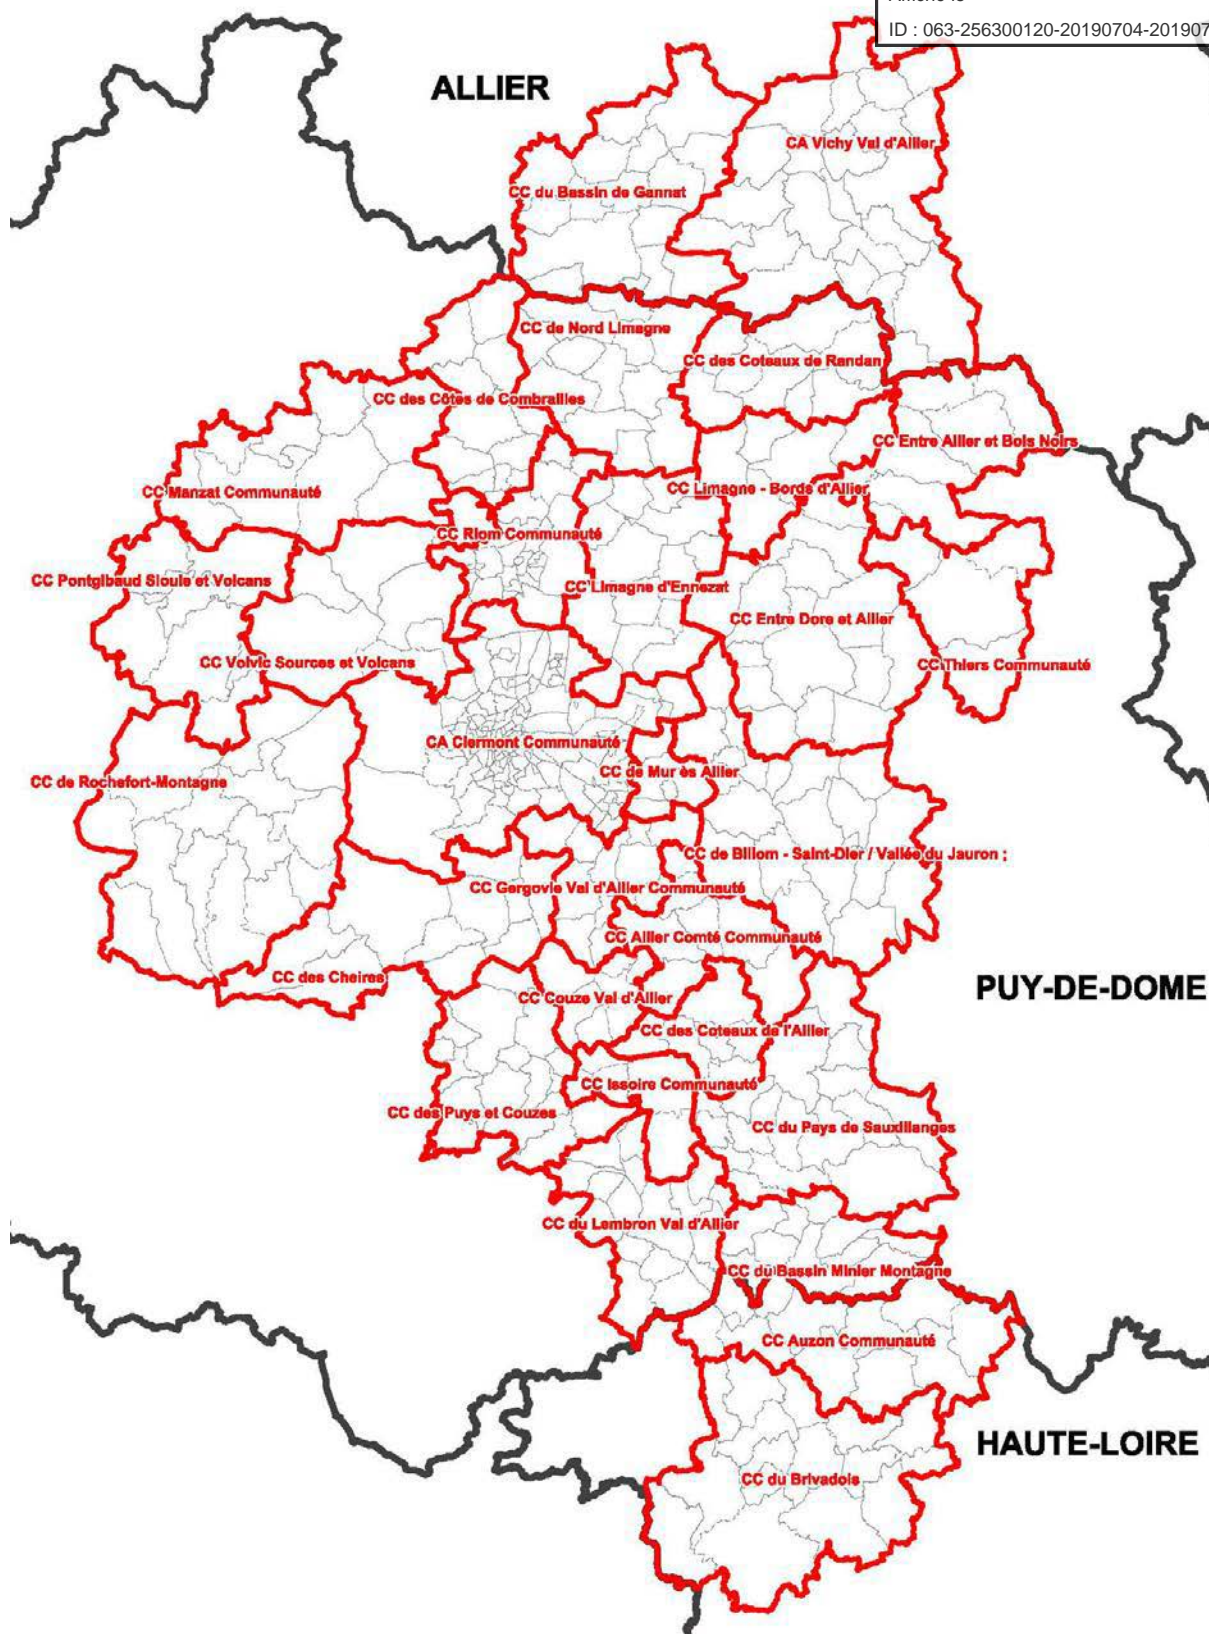 ID : 063-256300120-20190704-201907
ALLIER
CA Vichy Val d'Allier
CC du Bassin de Gannat
CC de Nord Limagne
CC des Coteaux de Randan
CC des Côtes de Combrailles
CC Entre Allier et Bois Noirs
CC Manzat Communauté
CC Limagne - Bords d'Allier
CC Riom Communauté
CC Pontgibaud Sioule et Volcans
CC Limagne d'Ennezat
CC Entre Dore et Allier
CC Volvic Sources et Volcans
CC Thiers Communauté
CA Clermont Communauté
CC de Mur ès Allier
CC de Rochefort-Montagne
CC de Billom - Saint-Dier / Vallée du Jauron :
CC Gergovie Val d'Allier Communauté
CC Allier Comté Communauté
CC des Cheires
PUY-DE-DOME
CC Couze Val d'Allier
CC des Coteaux de l'Allier
CC Issoire Communauté
CC des Puys et Couzes
CC du Pays de Sauxillanges
CC du Lembron Val d'Allier
CC du Bassin Minier Montagne
CC Auzon Communauté
HAUTE-LOIRE
CC du Brivadois